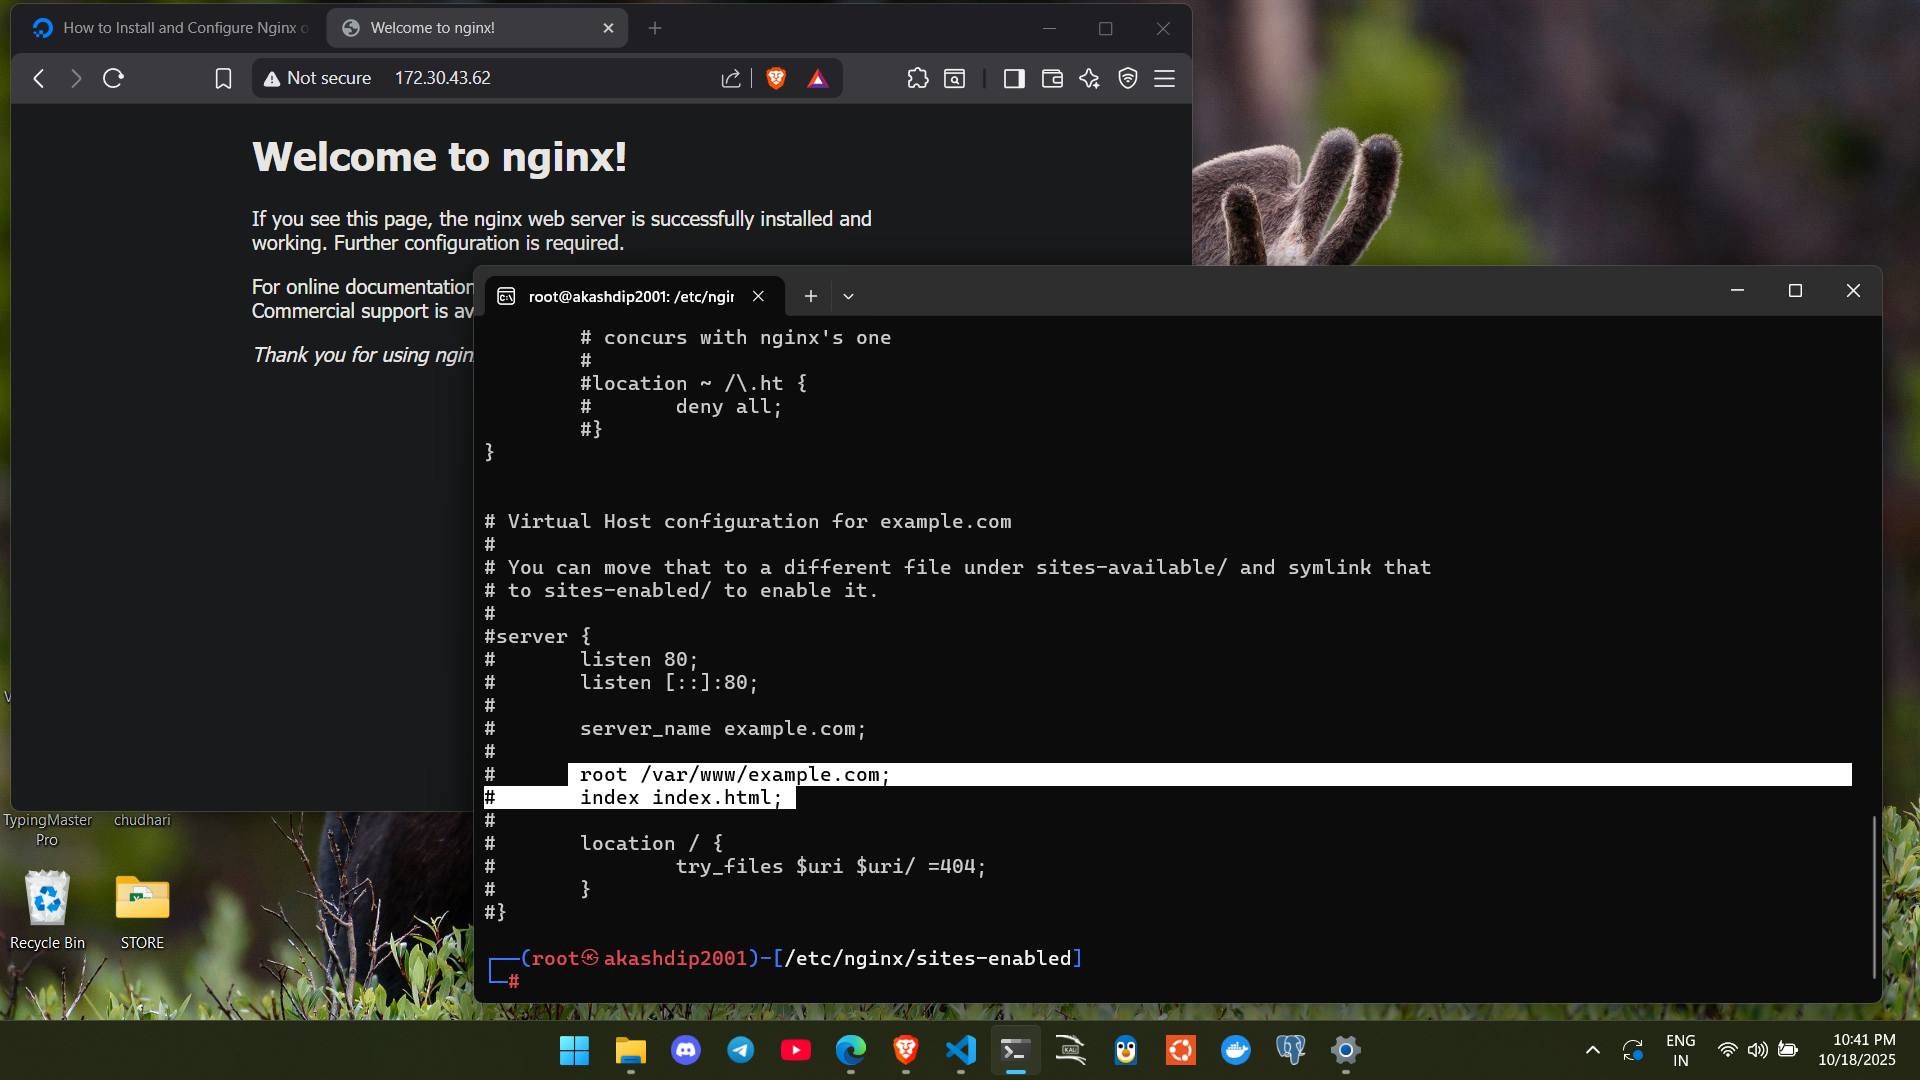 How to Install and Configure Nginx o
Welcome to nginx!
Not secure
172.30.43.62
Welcome to nginx!
If you see this page, the nginx web server is successfully installed and
working. Further configuration is required.
For online documentation
Commercial support is av
Thank you for using ngin
root@akashdip2001: /etc/ngir
# concurs with nginx's one
#
#location ~ /\.ht {
#       deny all;
#}
}
# Virtual Host configuration for example.com
#
# You can move that to a different file under sites-available/ and symlink that
# to sites-enabled/ to enable it.
#
#server {
#       listen 80;
#       listen [::]:80;
#
#       server_name example.com;
#
#       root /var/www/example.com;
#       index index.html;
#
#       location / {
#               try_files $uri $uri/ =404;
#       }
#}
┌──(root㉿akashdip2001)-[/etc/nginx/sites-enabled]
└─#
TypingMaster
Pro
chudhari
Recycle Bin
STORE
ENG
IN
10:41 PM
10/18/2025